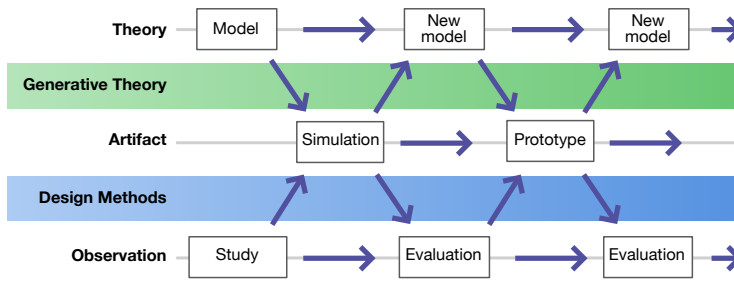 Theory Model New model New model
Generative Theory
Artifact Simulation Prototype
Design Methods
Observation Study Evaluation Evaluation